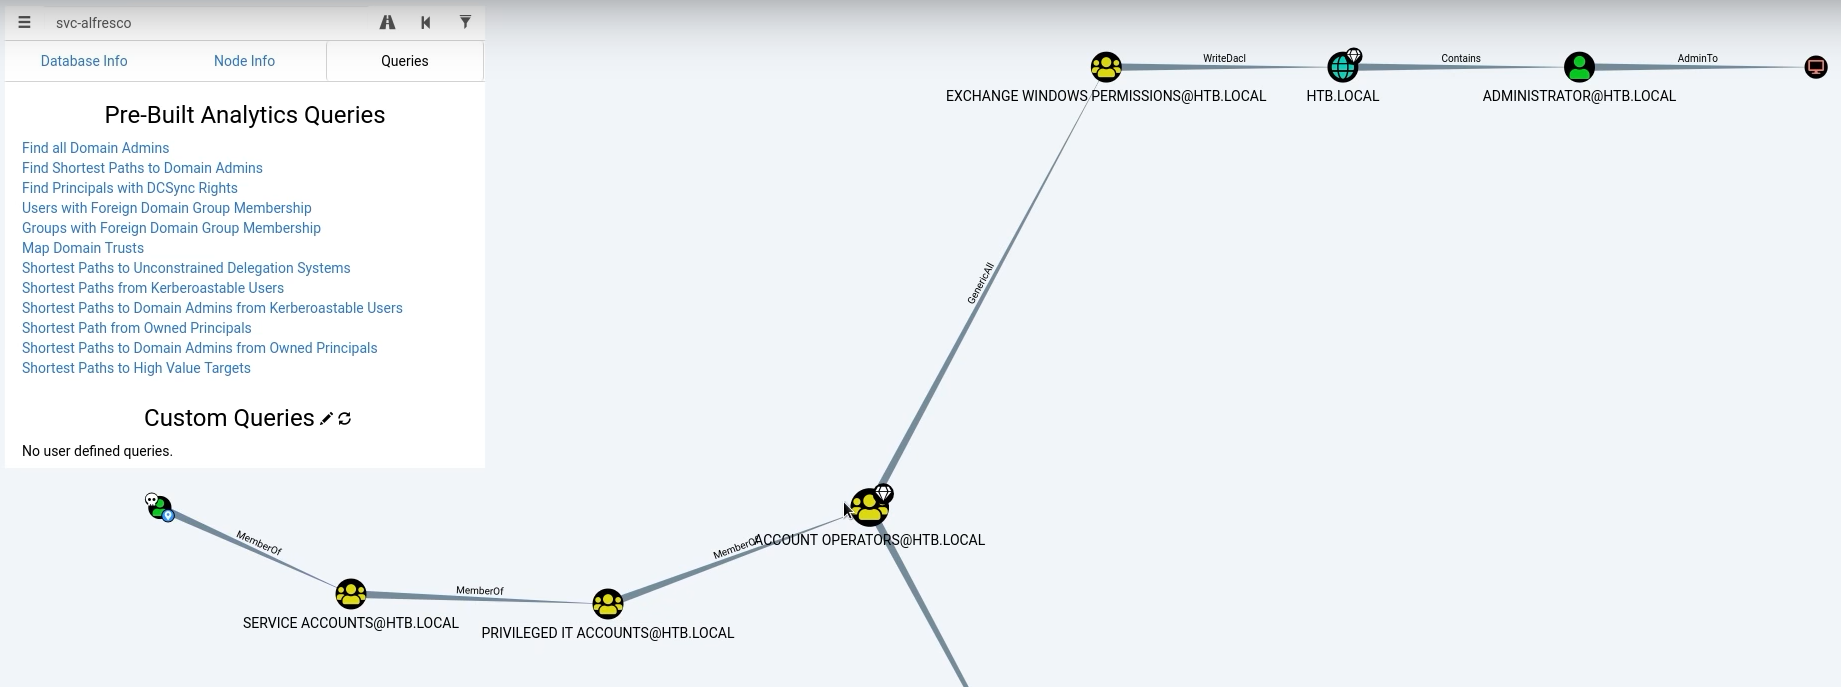 svc-alfresco
Database Info
Node Info
Queries
Pre-Built Analytics Queries
Find all Domain Admins
Find Shortest Paths to Domain Admins
Find Principals with DCSync Rights
Users with Foreign Domain Group Membership
Groups with Foreign Domain Group Membership
Map Domain Trusts
Shortest Paths to Unconstrained Delegation Systems
Shortest Paths from Kerberoastable Users
Shortest Paths to Domain Admins from Kerberoastable Users
Shortest Path from Owned Principals
Shortest Paths to Domain Admins from Owned Principals
Shortest Paths to High Value Targets
Custom Queries
No user defined queries.
WriteDacl
Contains
AdminTo
EXCHANGE WINDOWS PERMISSIONS@HTB.LOCAL
HTB.LOCAL
ADMINISTRATOR@HTB.LOCAL
GenericAll
MemberOf
MemberOf
ACCOUNT OPERATORS@HTB.LOCAL
MemberOf
SERVICE ACCOUNTS@HTB.LOCAL
PRIVILEGED IT ACCOUNTS@HTB.LOCAL